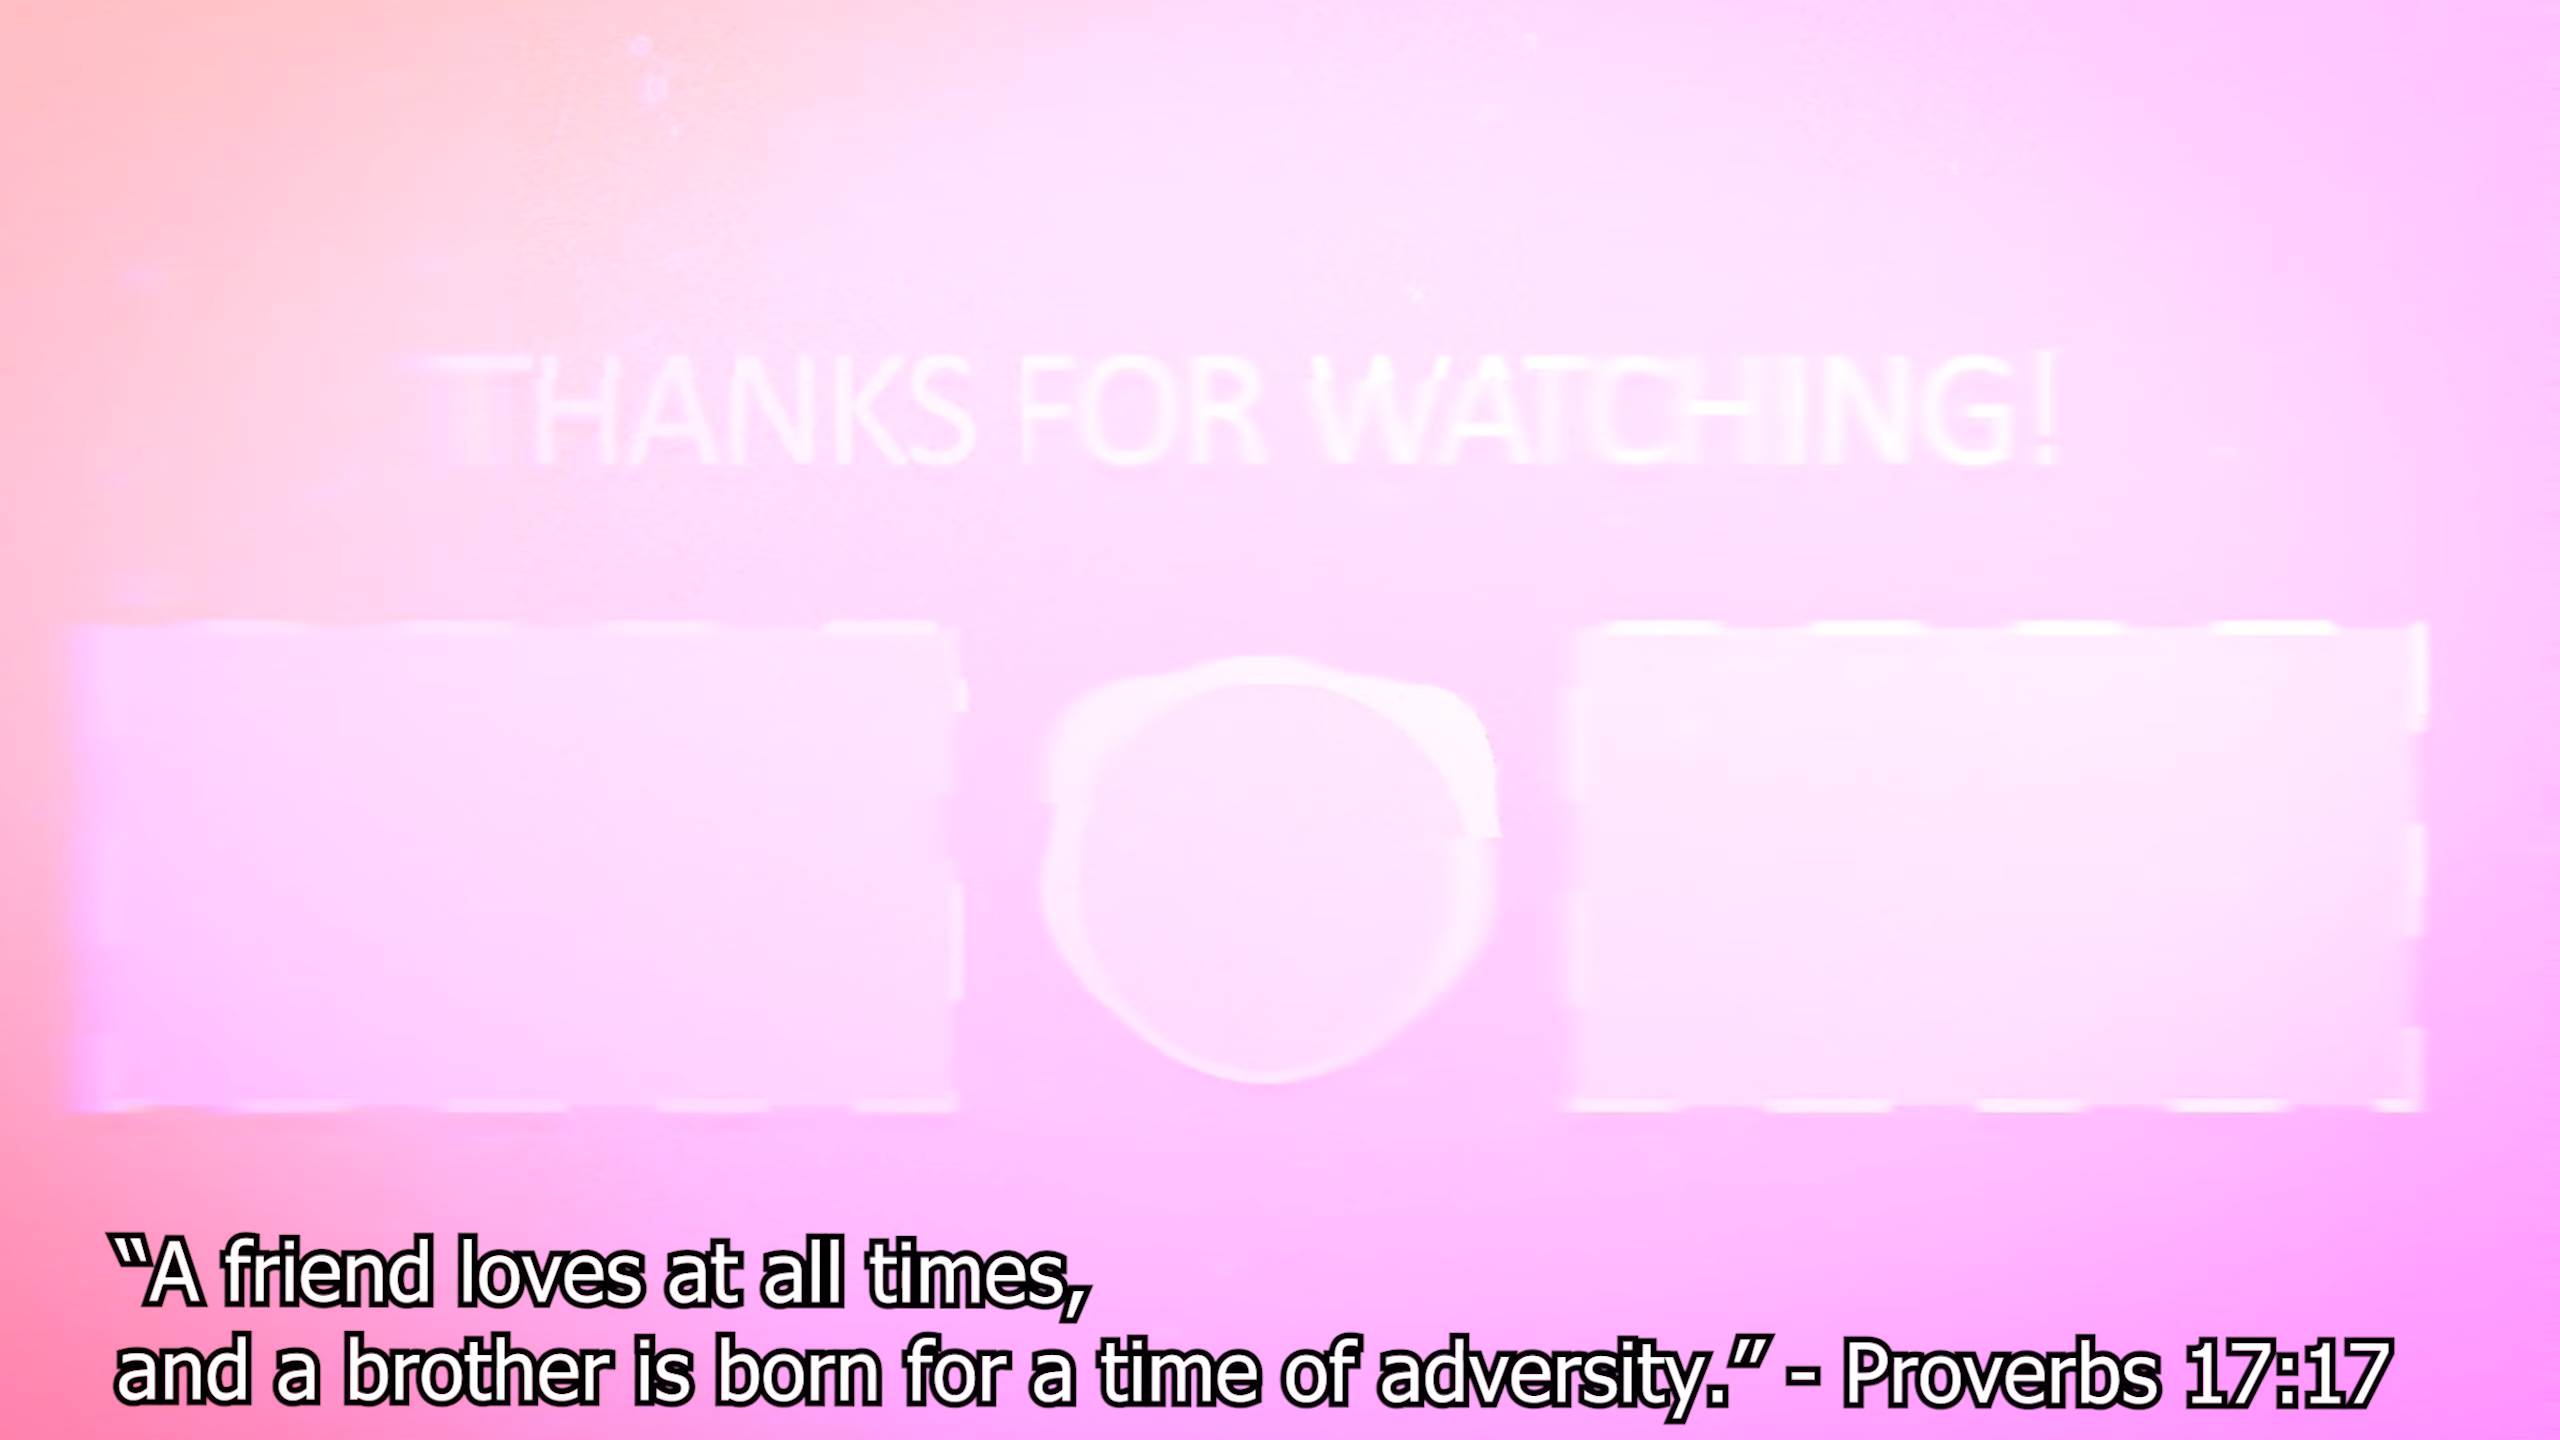 THANKS FOR WATCHING!
“A friend loves at all times,
and a brother is born for a time of adversity.” - Proverbs 17:17